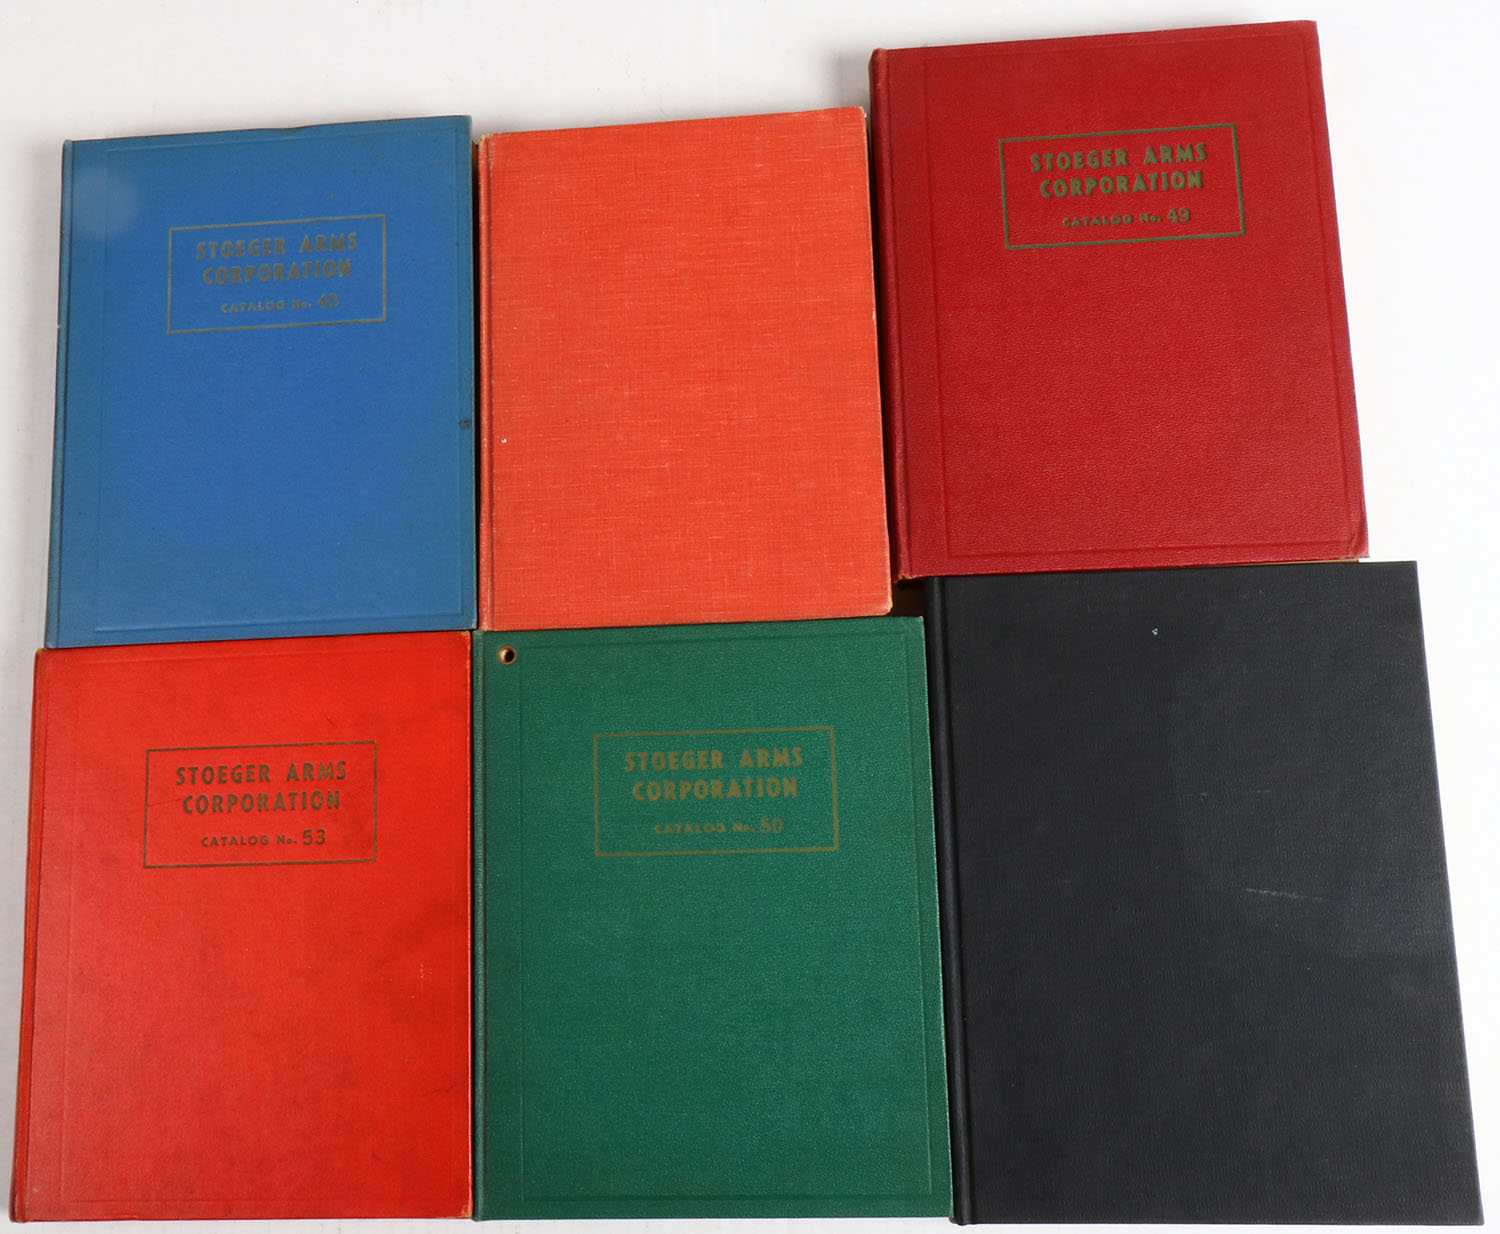 STOEGER ARMS
CORPORATION
CATALOG No. 48
STOEGER ARMS
CORPORATION
CATALOG No. 49
STOEGER ARMS
CORPORATION
CATALOG No. 53
STOEGER ARMS
CORPORATION
CATALOG No. 50